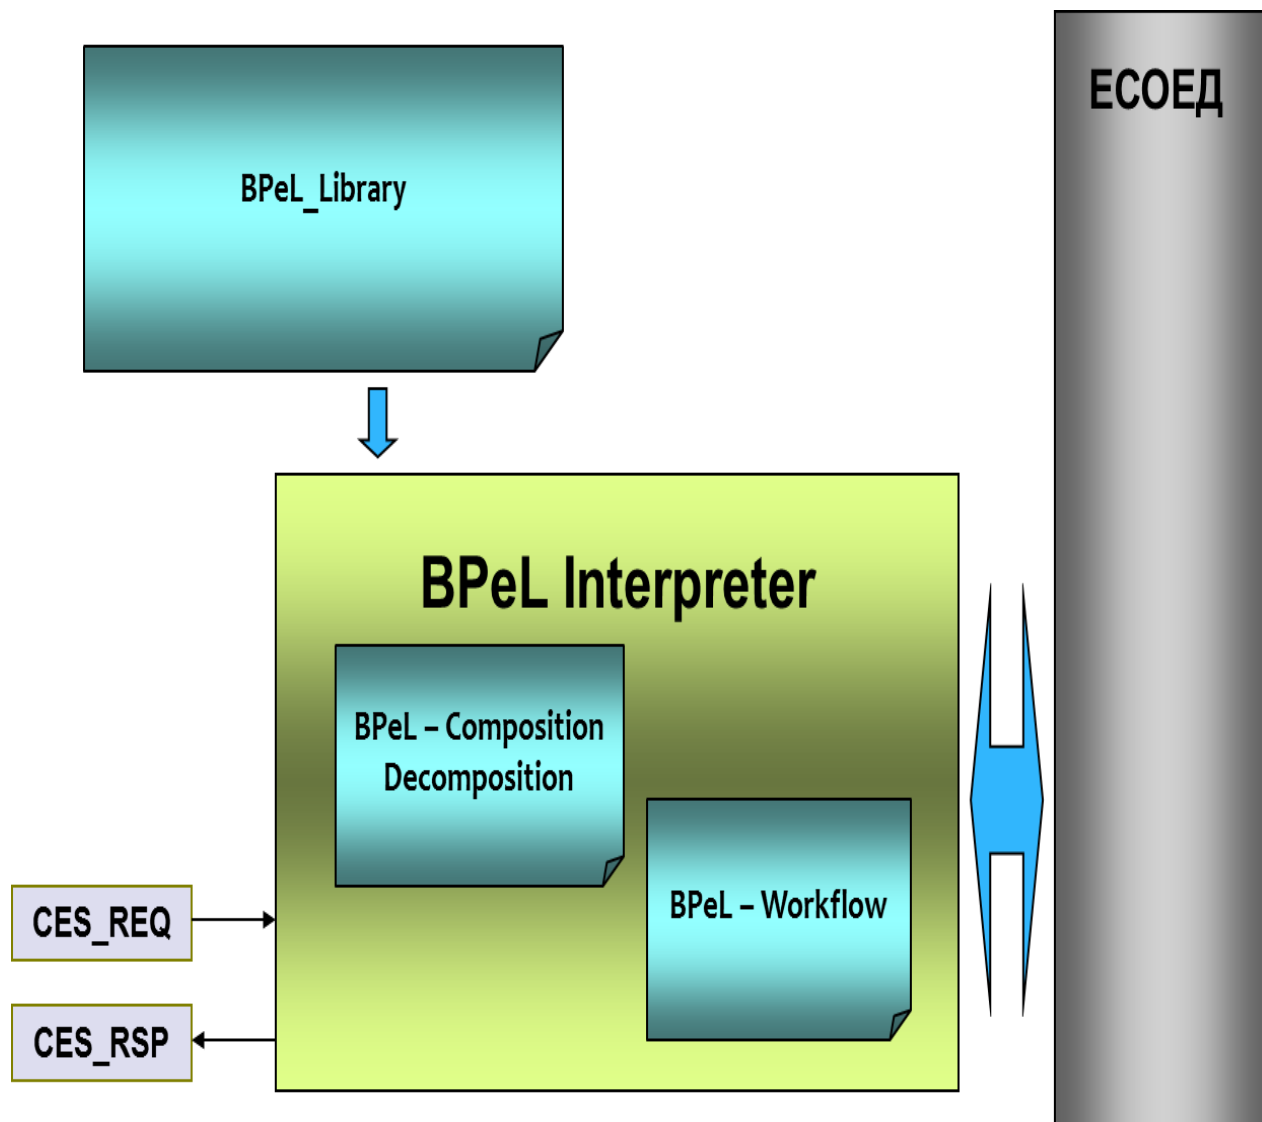 ЕСОЕД
BPeL_Library
BPeL Interpreter
BPeL – Composition
Decomposition
BPeL – Workflow
CES_REQ
CES_RSP